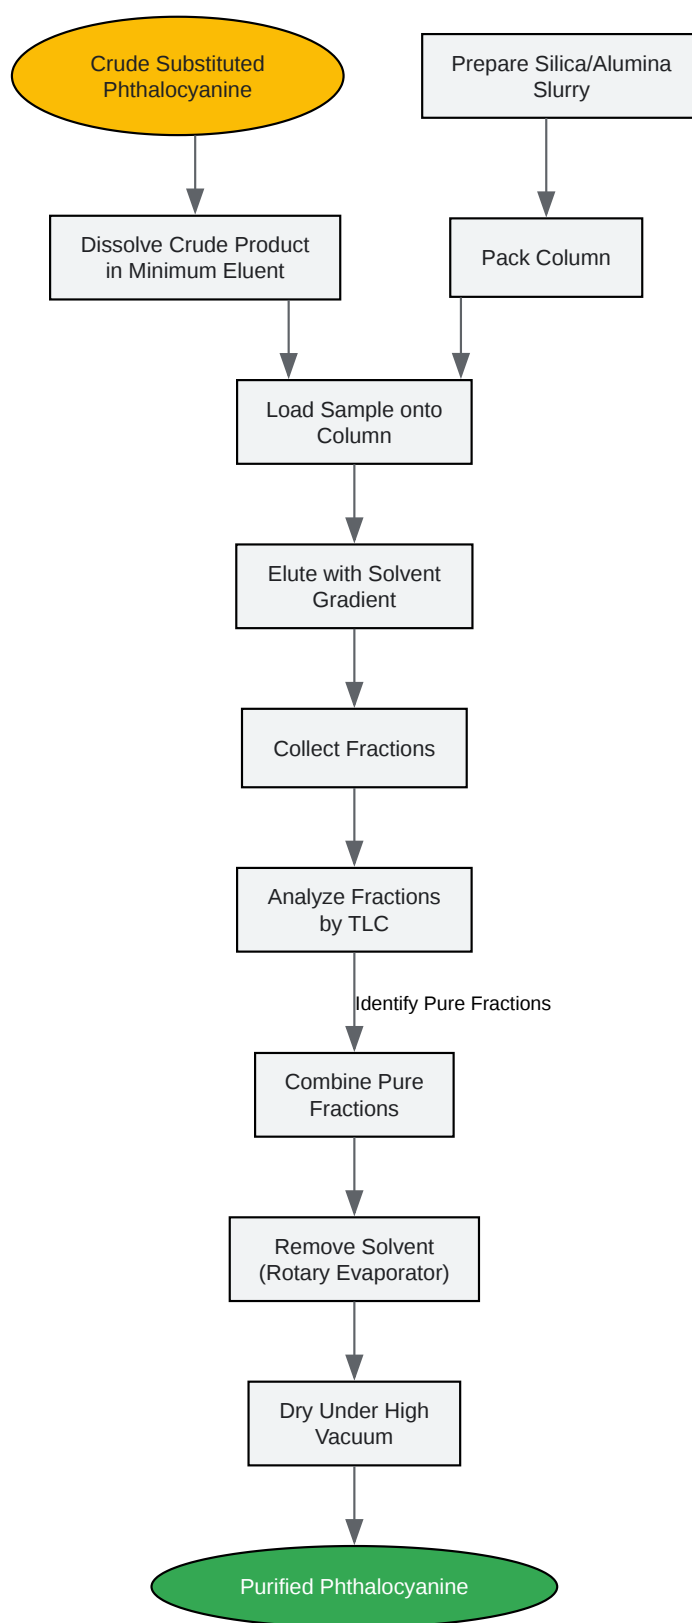 Crude Substituted
Phthalocyanine
Prepare Silica/Alumina
Slurry
Dissolve Crude Product
in Minimum Eluent
Pack Column
Load Sample onto
Column
Elute with Solvent
Gradient
Collect Fractions
Analyze Fractions
by TLC
Identify Pure Fractions
Combine Pure
Fractions
Remove Solvent
(Rotary Evaporator)
Dry Under High
Vacuum
Purified Phthalocyanine